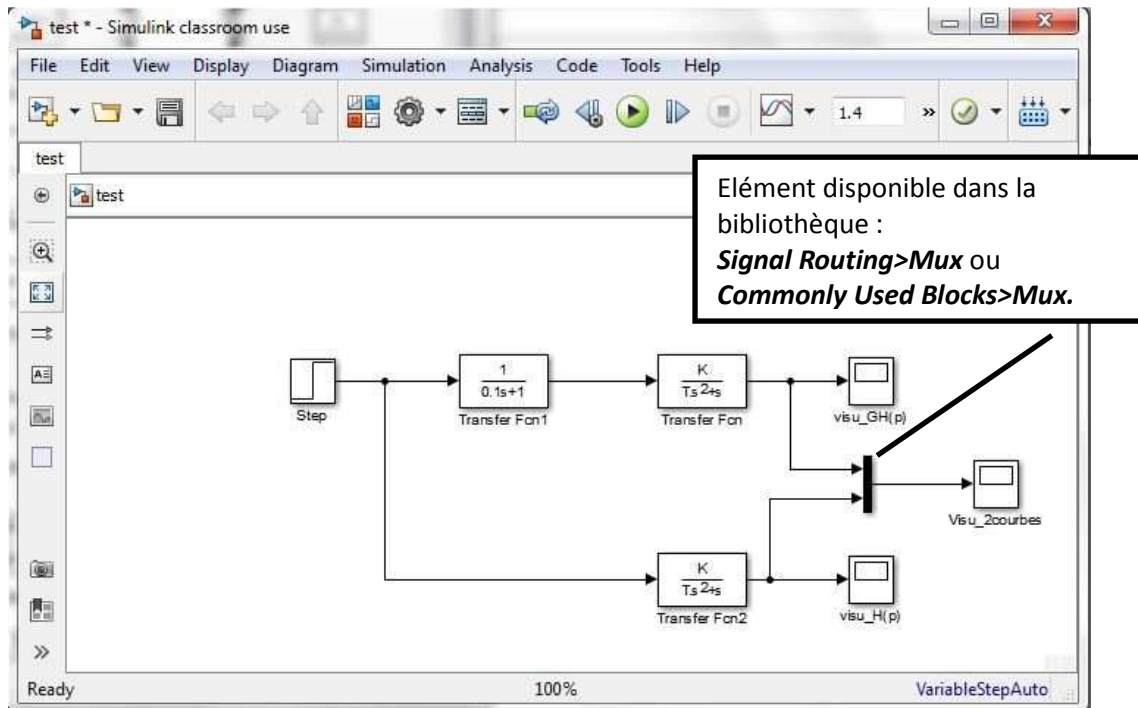 test * - Simulink classroom use
File Edit View Display Diagram Simulation Analysis Code Tools Help
1.4 »
test
test
Elément disponible dans la
bibliothèque :
Signal Routing>Mux ou
Commonly Used Blocks>Mux.
Step
1
0.1s+1
Transfer Fcn1
K
Ts2+s
Transfer Fcn
visu_GH(p)
Visu_2courbes
K
Ts2+s
Transfer Fcn2
visu_H(p)
»
Ready 100% VariableStepAuto